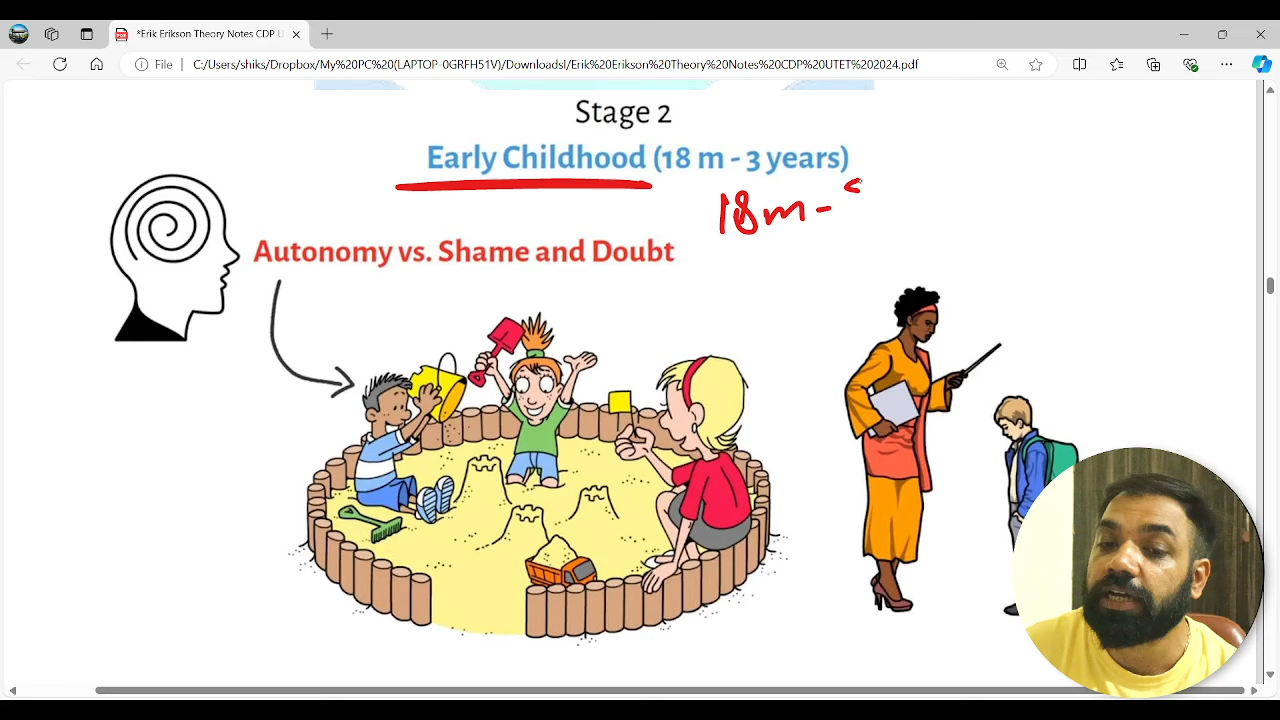 *Erik Erikson Theory Notes CDP U
File
C:/Users/shiks/Dropbox/My%20PC%20(LAPTOP-0GRFH51V)/Downloads/Erik%20Erikson%20Theory%20Notes%20CDP%20UTET%202024.pdf
Stage 2
Early Childhood (18 m - 3 years)
18m-
Autonomy vs. Shame and Doubt